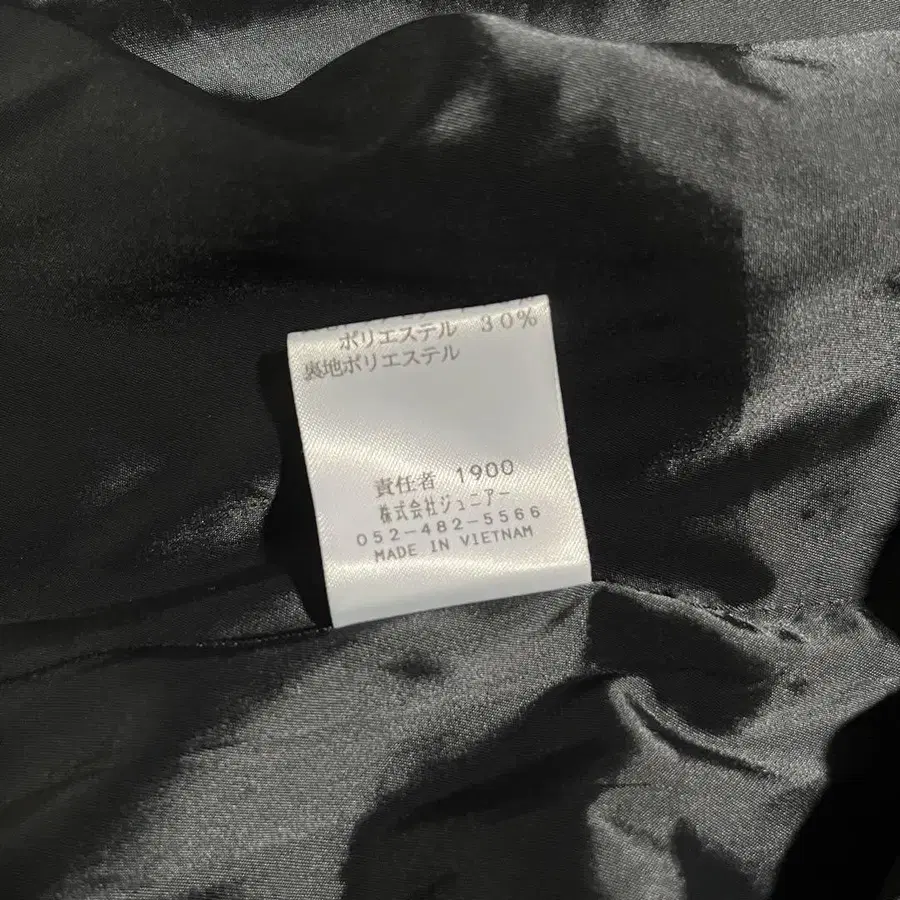 ポリエステル 30%
裏地ポリエステル
責任者 1900
株式会社ジュニアー
052-482-5566
MADE IN VIETNAM